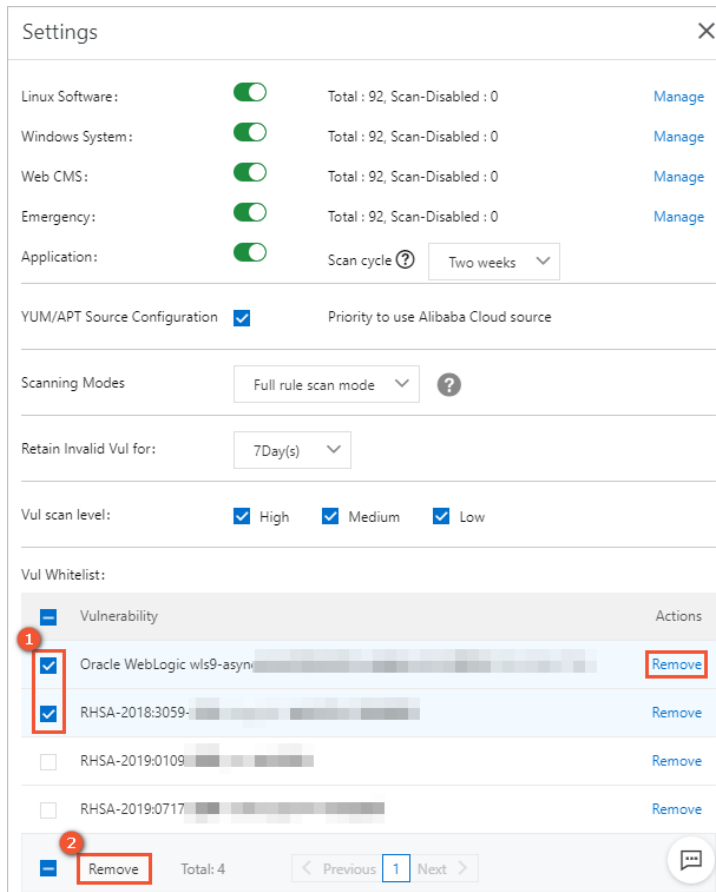 Settings
Linux Software: Total : 92, Scan-Disabled : 0 Manage
Windows System: Total : 92, Scan-Disabled : 0 Manage
Web CMS: Total : 92, Scan-Disabled : 0 Manage
Emergency: Total : 92, Scan-Disabled : 0 Manage
Application: Scan cycle ? Two weeks
YUM/APT Source Configuration Priority to use Alibaba Cloud source
Scanning Modes Full rule scan mode ?
Retain Invalid Vul for: 7Day(s)
Vul scan level: High Medium Low
Vul Whitelist:
Vulnerability Actions
1
Oracle WebLogic wls9-async Remove
RHSA-2018:3059- Remove
RHSA-2019:0109 Remove
RHSA-2019:0717 Remove
2
Remove Total: 4 < Previous 1 Next >